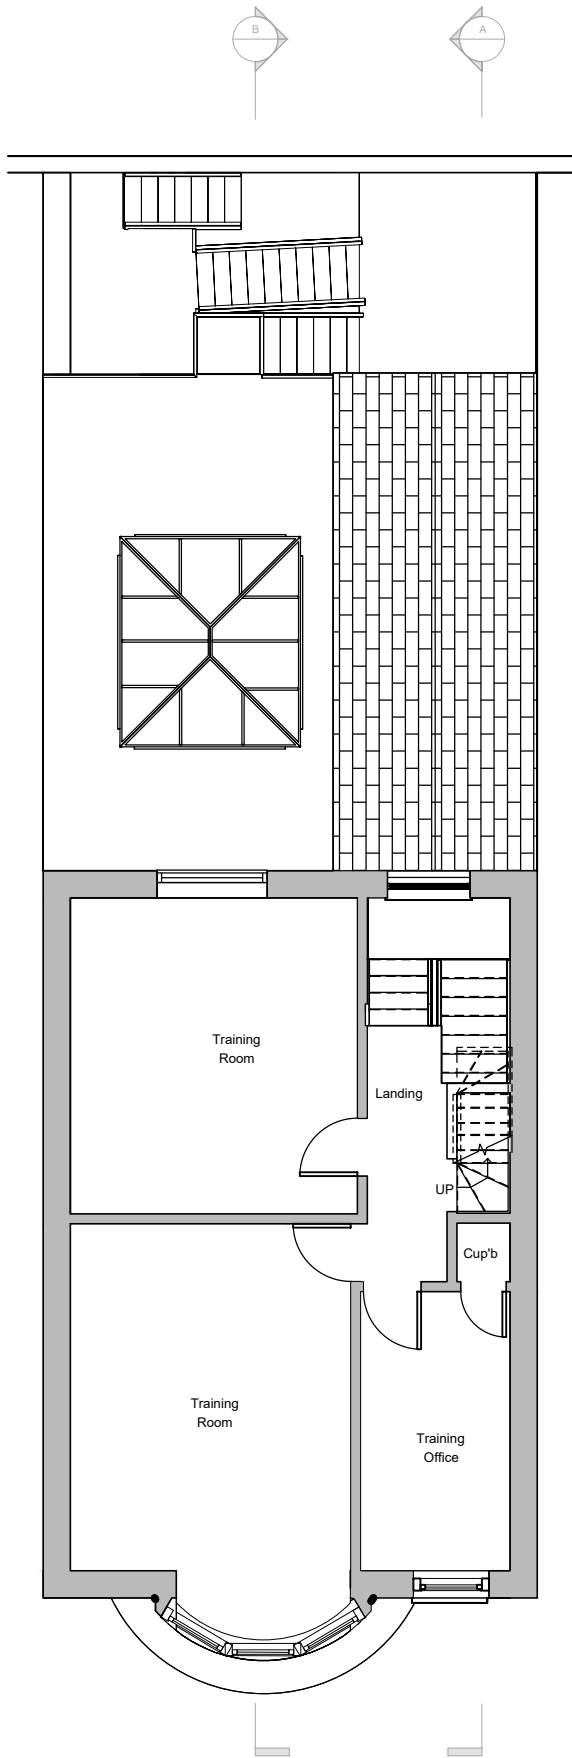 B
A
Training
Room
Landing
UP
Cup'b
Training
Room
Training
Office